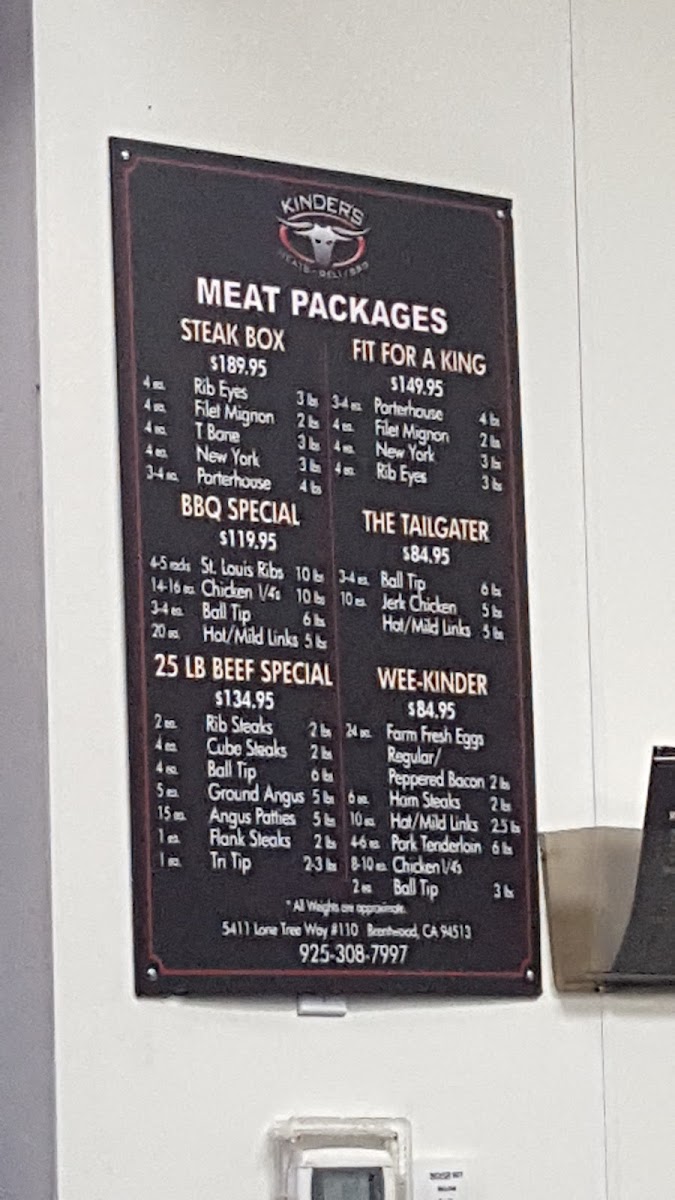 KINDER'S
MEATS - DELI / BBQ
MEAT PACKAGES
STEAK BOX
$189.95
4 ea. Rib Eyes 3 lbs
4 ea. Filet Mignon 2 lbs
4 ea. T Bone 3 lbs
4 ea. New York 3 lbs
3-4 ea. Porterhouse 4 lbs
FIT FOR A KING
$149.95
3-4 ea. Porterhouse 4 lbs
4 ea. Filet Mignon 2 lbs
4 ea. New York 3 lbs
4 ea. Rib Eyes 3 lbs
BBQ SPECIAL
$119.95
4-5 racks St. Louis Ribs 10 lbs
14-16 ea. Chicken 1/4's 10 lbs
3-4 ea. Ball Tip 6 lbs
20 ea. Hot/Mild Links 5 lbs
THE TAILGATER
$84.95
3-4 ea. Ball Tip 6 lbs
10 ea. Jerk Chicken 5 lbs
Hot/Mild Links 5 lbs
25 LB BEEF SPECIAL
$134.95
2 ea. Rib Steaks 2 lbs
4 ea. Cube Steaks 2 lbs
4 ea. Ball Tip 6 lbs
5 ea. Ground Angus 5 lbs
15 ea. Angus Patties 5 lbs
1 ea. Flank Steaks 2 lbs
1 ea. Tri Tip 2-3 lbs
WEE-KINDER
$84.95
24 ea. Farm Fresh Eggs
Regular/
Peppered Bacon 2 lbs
6 ea. Ham Steaks 2 lbs
10 ea. Hot/Mild Links 2.5 lbs
4-6 ea. Pork Tenderloin 6 lbs
8-10 ea. Chicken 1/4's
2 ea. Ball Tip 3 lbs
* All Weights are approximate.
5411 Lone Tree Way #110 Brentwood, CA 94513
925-308-7997